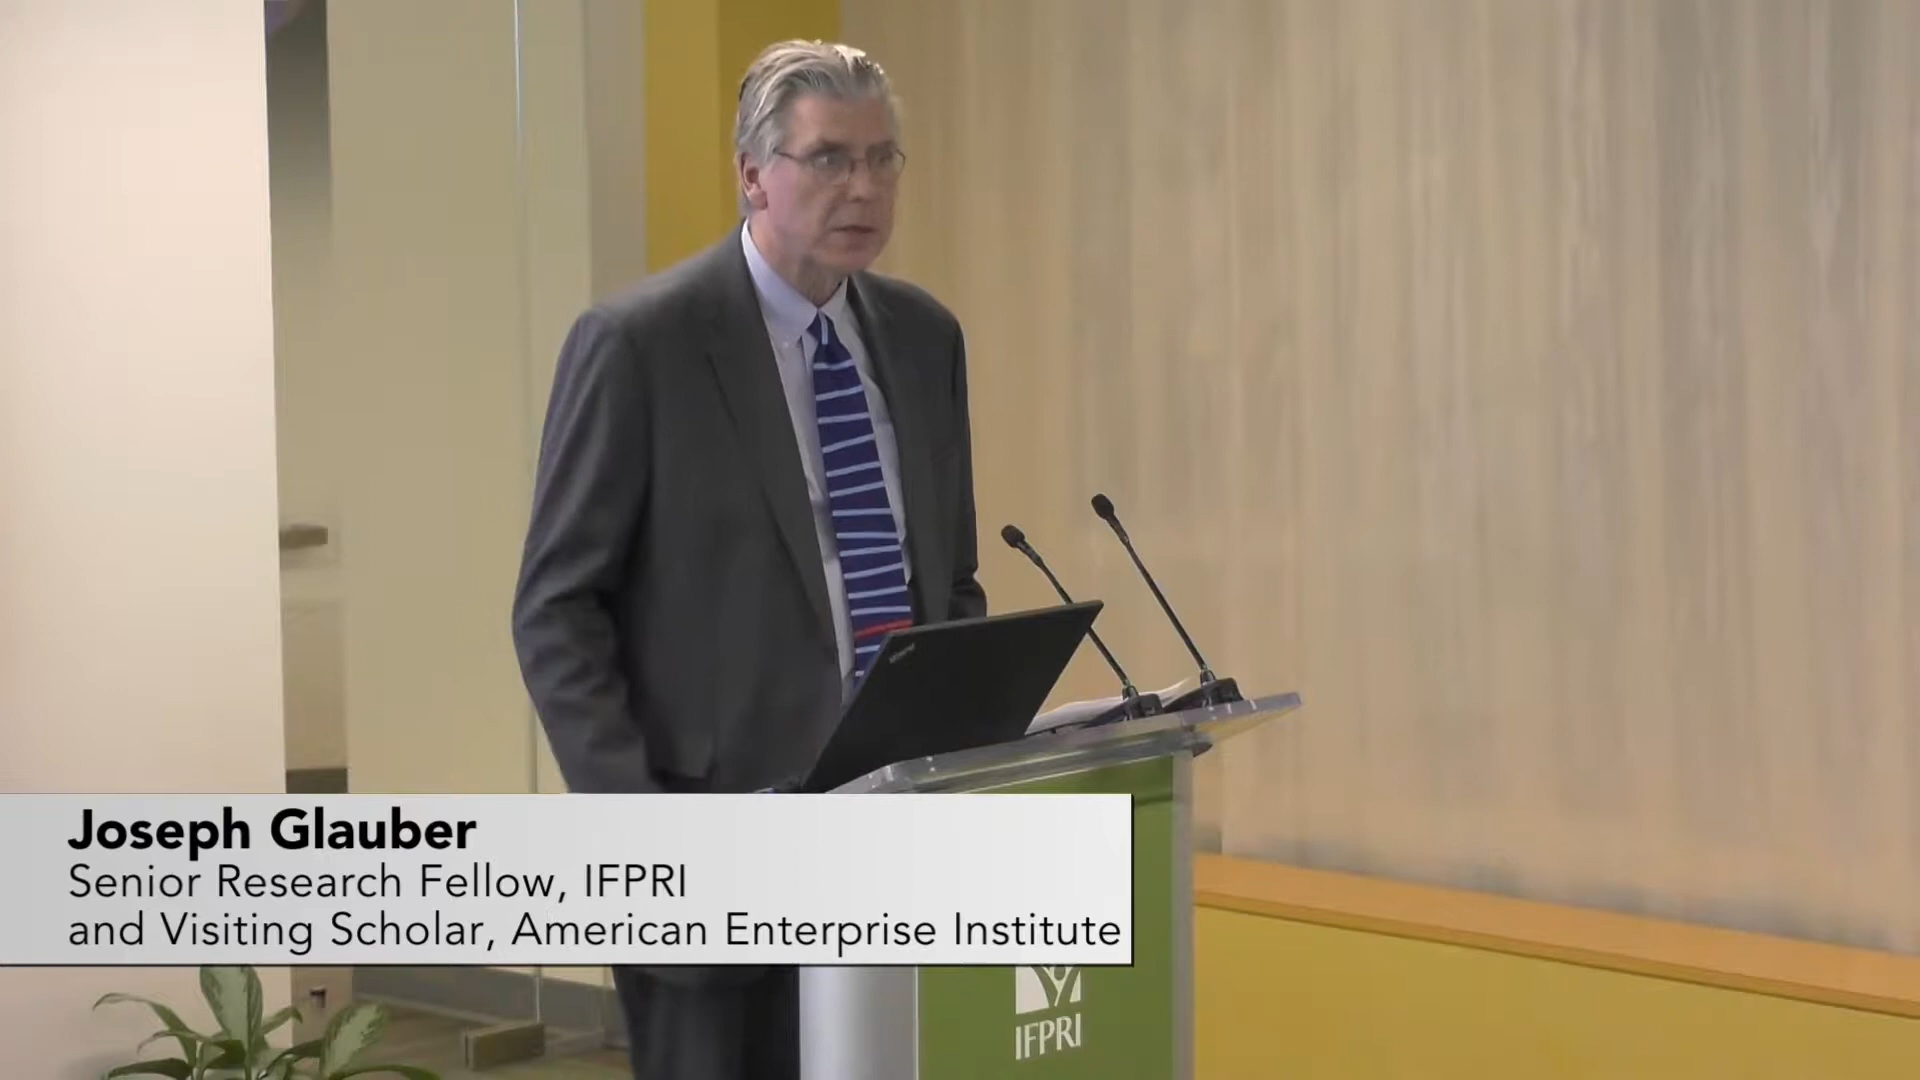 Joseph Glauber
Senior Research Fellow, IFPRI
and Visiting Scholar, American Enterprise Institute
IFPRI